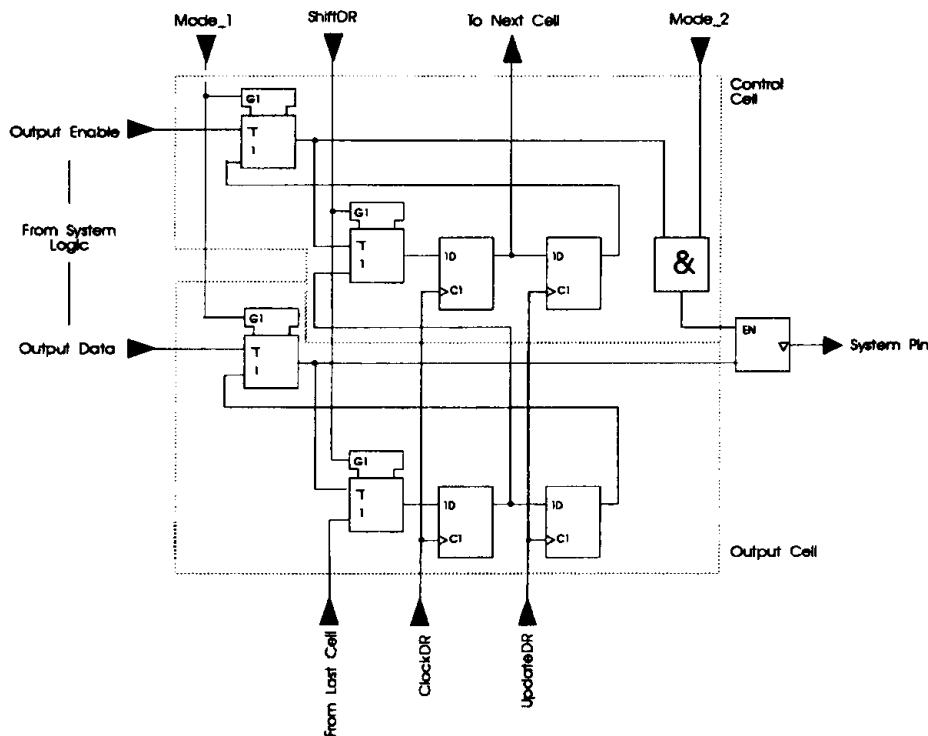 Mode_1
ShiftDR
To Next Cell
Mode_2
Control
Cell
G1
Output Enable
T
1
From System
Logic
G1
T
1
1D
C1
1D
C1
&
G1
Output Data
T
1
EN
System Pin
G1
T
1
1D
C1
1D
C1
Output Cell
From Last Cell
ClockDR
UpdateDR